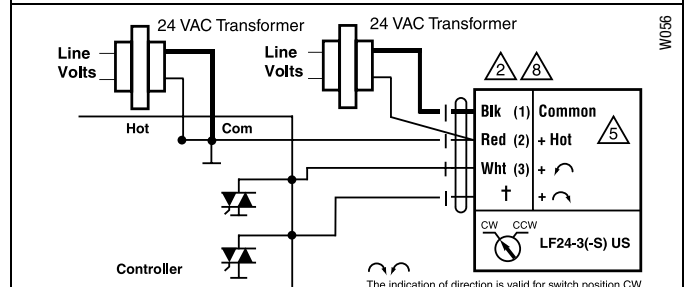 24 VAC Transformer
24 VAC Transformer
W056
Line
Volts
Line
Volts
2
8
Hot
Com
Blk (1) Common
Red (2) + Hot
5
Wht (3) +
† +
CW CCW
LF24-3(-S) US
Controller
The indication of direction is valid for switch position CW